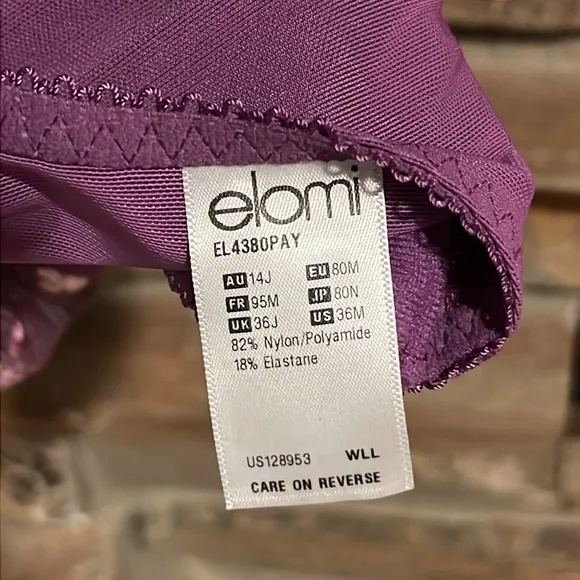 elomi
EL4380PAY
AU 14J EU 80M
FR 95M JP 80N
UK 36J US 36M
82% Nylon/Polyamide
18% Elastane
US128953 WLL
CARE ON REVERSE